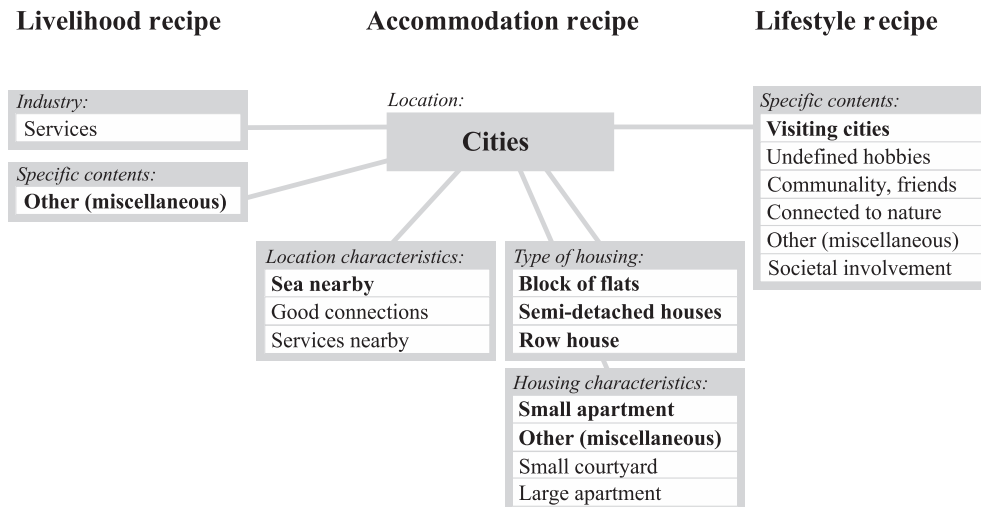 Livelihood recipe
Accommodation recipe
Lifestyle recipe
Industry:
Services
Specific contents:
Other (miscellaneous)
Location:
Cities
Location characteristics:
Sea nearby
Good connections
Services nearby
Type of housing:
Block of flats
Semi-detached houses
Row house
Housing characteristics:
Small apartment
Other (miscellaneous)
Small courtyard
Large apartment
Specific contents:
Visiting cities
Undefined hobbies
Communality, friends
Connected to nature
Other (miscellaneous)
Societal involvement